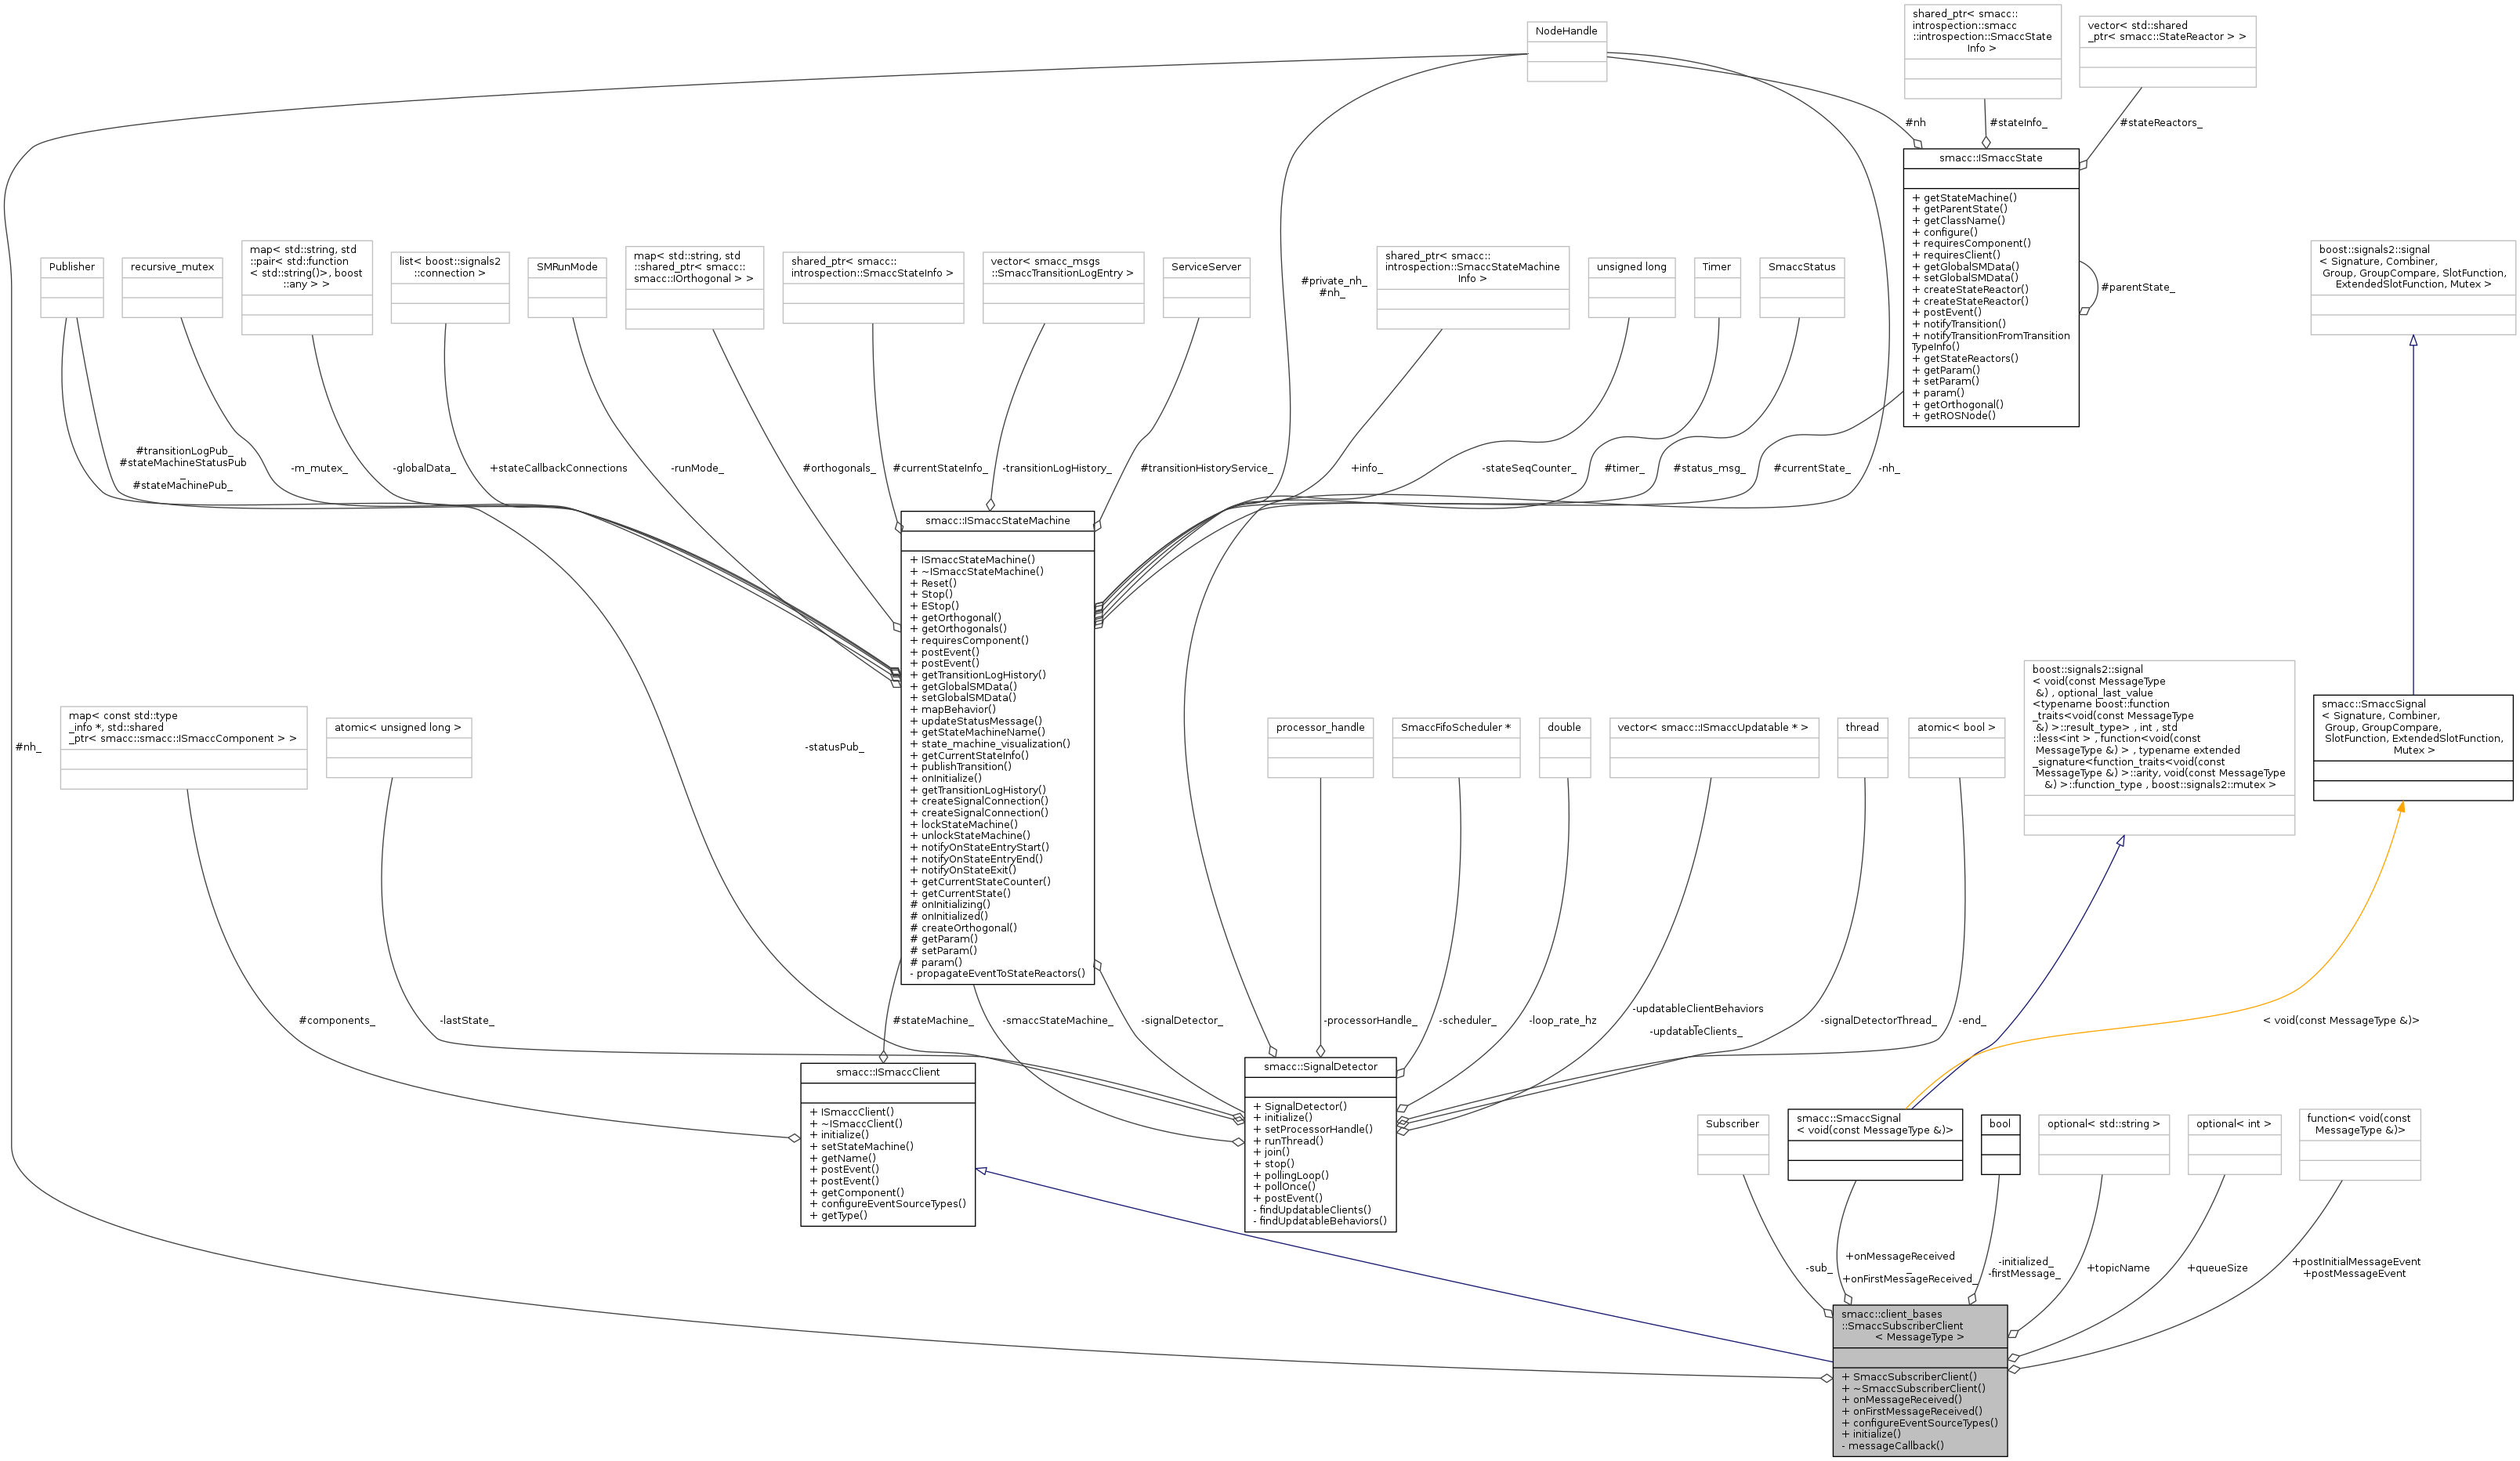 NodeHandle
shared_ptr< smacc::
introspection::smacc
::introspection::SmaccState
Info >
vector< std::shared
_ptr< smacc::StateReactor > >
#nh
#stateInfo_
#stateReactors_
smacc::ISmaccState
+ getStateMachine()
+ getParentState()
+ getClassName()
+ configure()
+ requiresComponent()
+ requiresClient()
+ getGlobalSMData()
+ setGlobalSMData()
+ createStateReactor()
+ createStateReactor()
+ postEvent()
+ notifyTransition()
+ notifyTransitionFromTransition
TypeInfo()
+ getStateReactors()
+ getParam()
+ setParam()
+ param()
+ getOrthogonal()
+ getROSNode()
#parentState_
Publisher
recursive_mutex
map< std::string, std
::pair< std::function
< std::string()>, boost
::any > >
list< boost::signals2
::connection >
SMRunMode
map< std::string, std
::shared_ptr< smacc::
smacc::IOrthogonal > >
shared_ptr< smacc::
introspection::SmaccStateInfo >
vector< smacc_msgs
::SmaccTransitionLogEntry >
ServiceServer
#private_nh_
#nh_
shared_ptr< smacc::
introspection::SmaccStateMachine
Info >
unsigned long
Timer
SmaccStatus
boost::signals2::signal
< Signature, Combiner,
Group, GroupCompare, SlotFunction,
ExtendedSlotFunction, Mutex >
#transitionLogPub_
#stateMachineStatusPub
_
#stateMachinePub_
-m_mutex_
-globalData_
+stateCallbackConnections
-runMode_
#orthogonals_
#currentStateInfo_
-transitionLogHistory_
#transitionHistoryService_
+info_
-stateSeqCounter_
#timer_
#status_msg_
#currentState_
-nh_
smacc::ISmaccStateMachine
+ ISmaccStateMachine()
+ ~ISmaccStateMachine()
+ Reset()
+ Stop()
+ EStop()
+ getOrthogonal()
+ getOrthogonals()
+ requiresComponent()
+ postEvent()
+ postEvent()
+ getTransitionLogHistory()
+ getGlobalSMData()
+ setGlobalSMData()
+ mapBehavior()
+ updateStatusMessage()
+ getStateMachineName()
+ state_machine_visualization()
+ getCurrentStateInfo()
+ publishTransition()
+ onInitialize()
+ getTransitionLogHistory()
+ createSignalConnection()
+ createSignalConnection()
+ lockStateMachine()
+ unlockStateMachine()
+ notifyOnStateEntryStart()
+ notifyOnStateEntryEnd()
+ notifyOnStateExit()
+ getCurrentStateCounter()
+ getCurrentState()
# onInitializing()
# onInitialized()
# createOrthogonal()
# getParam()
# setParam()
# param()
- propagateEventToStateReactors()
#nh_
map< const std::type
_info *, std::shared
_ptr< smacc::smacc::ISmaccComponent > >
atomic< unsigned long >
-statusPub_
processor_handle
SmaccFifoScheduler *
double
vector< smacc::ISmaccUpdatable * >
thread
atomic< bool >
boost::signals2::signal
< void(const MessageType
&) , optional_last_value
<typename boost::function
_traits<void(const MessageType
&) >::result_type> , int , std
::less<int > , function<void(const
MessageType &) > , typename extended
_signature<function_traits<void(const
MessageType &) >::arity, void(const MessageType
&) >::function_type , boost::signals2::mutex >
smacc::SmaccSignal
< Signature, Combiner,
Group, GroupCompare,
SlotFunction, ExtendedSlotFunction,
Mutex >
#components_
-lastState_
#stateMachine_
-smaccStateMachine_
-signalDetector_
-processorHandle_
-scheduler_
-loop_rate_hz
-updatableClientBehaviors
_
-updatableClients_
-signalDetectorThread_
-end_
< void(const MessageType &)>
smacc::ISmaccClient
+ ISmaccClient()
+ ~ISmaccClient()
+ initialize()
+ setStateMachine()
+ getName()
+ postEvent()
+ postEvent()
+ getComponent()
+ configureEventSourceTypes()
+ getType()
smacc::SignalDetector
+ SignalDetector()
+ initialize()
+ setProcessorHandle()
+ runThread()
+ join()
+ stop()
+ pollingLoop()
+ pollOnce()
+ postEvent()
- findUpdatableClients()
- findUpdatableBehaviors()
Subscriber
smacc::SmaccSignal
< void(const MessageType &)>
bool
optional< std::string >
optional< int >
function< void(const
MessageType &)>
-sub_
+onMessageReceived
_
+onFirstMessageReceived_
-initialized_
-firstMessage_
+topicName
+queueSize
+postInitialMessageEvent
+postMessageEvent
smacc::client_bases
::SmaccSubscriberClient
< MessageType >
+ SmaccSubscriberClient()
+ ~SmaccSubscriberClient()
+ onMessageReceived()
+ onFirstMessageReceived()
+ configureEventSourceTypes()
+ initialize()
- messageCallback()